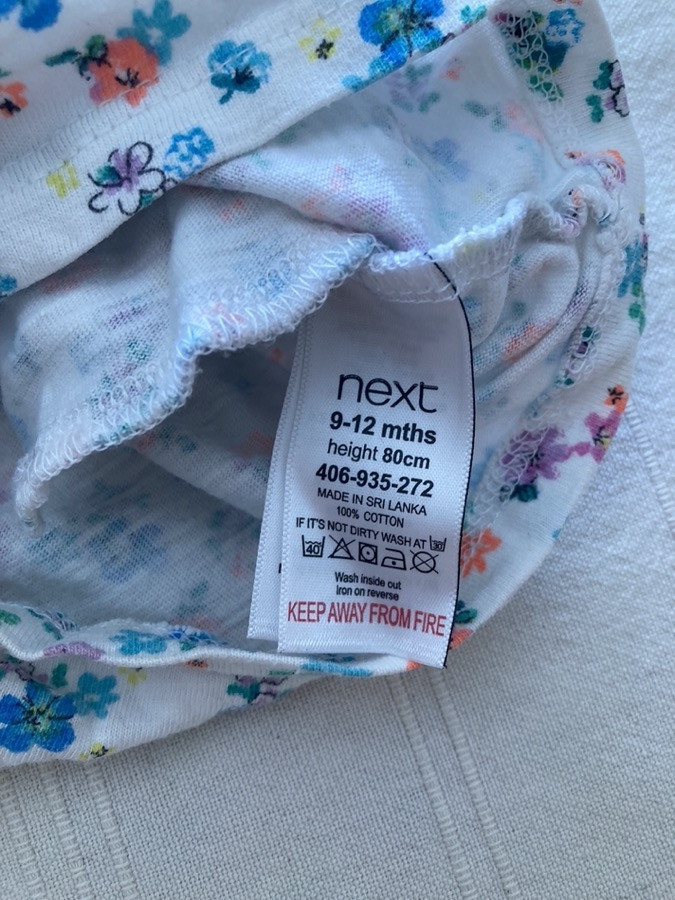 next
9-12 mths
height 80cm
406-935-272
MADE IN SRI LANKA
100% COTTON
IF IT'S NOT DIRTY WASH AT 30
40
Wash inside out
Iron on reverse
KEEP AWAY FROM FIRE